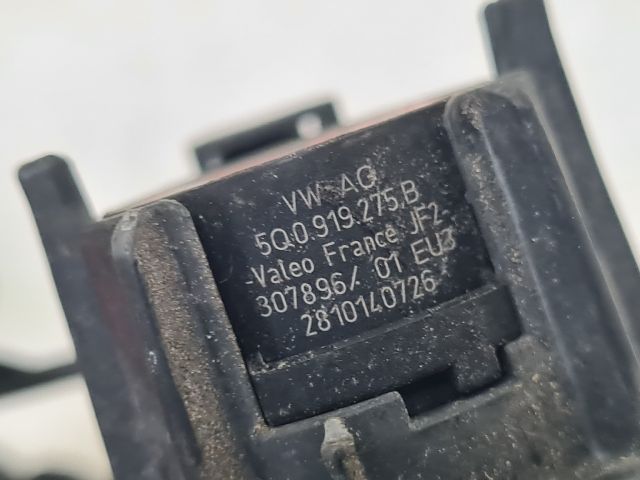 VW AG
5Q0.919.275.B
-Valeo France JF2
307896/ 01 EU3
2810140726